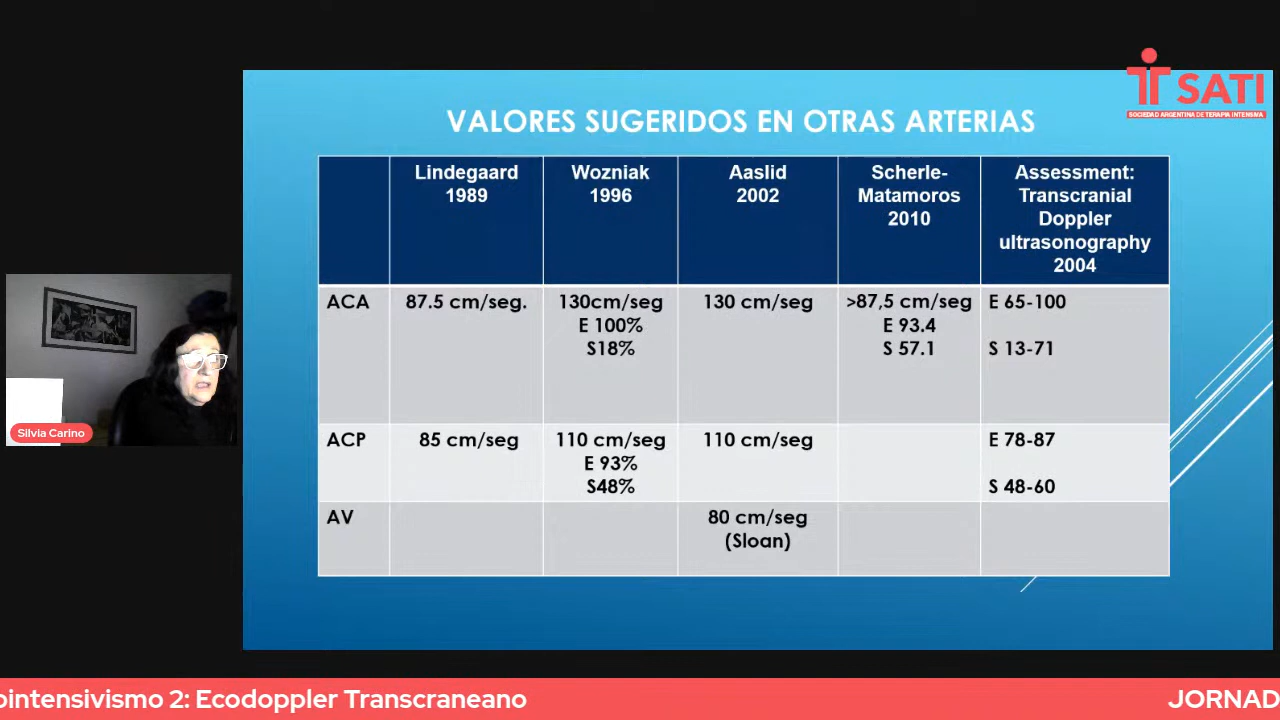 SATI
SOCIEDAD ARGENTINA DE TERAPIA INTENSIVA
VALORES SUGERIDOS EN OTRAS ARTERIAS
Lindegaard
1989
Wozniak
1996
Aaslid
2002
Scherle-
Matamoros
2010
Assessment:
Transcranial
Doppler
ultrasonography
2004
ACA
87.5 cm/seg.
130cm/seg
E 100%
S18%
130 cm/seg
>87,5 cm/seg
E 93.4
S 57.1
E 65-100
S 13-71
ACP
85 cm/seg
110 cm/seg
E 93%
S48%
110 cm/seg
E 78-87
S 48-60
AV
80 cm/seg
(Sloan)
Silvia Carino
ointensivismo 2: Ecodoppler Transcraneano
JORNAD